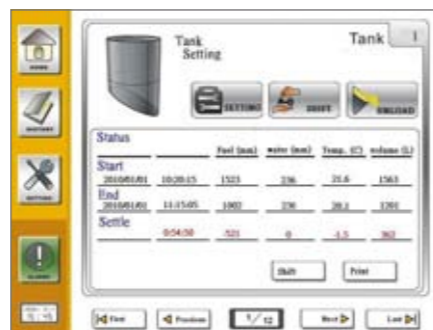 Tank
Setting
Tank 1
HOME
SETTING
SHIFT
UNLOAD
HISTORY
Status
Fuel (mm) water (mm) Temp. (C) volume (L)
Start
2010/01/01 10:20:15 1523 236 21.6 1563
End
2010/01/01 11:15:05 1002 236 20.1 1201
Settle
0:54:50 -521 0 -1.5 362
SETTING
Shift Print
ALARM
First Previous 1/12 Next Last